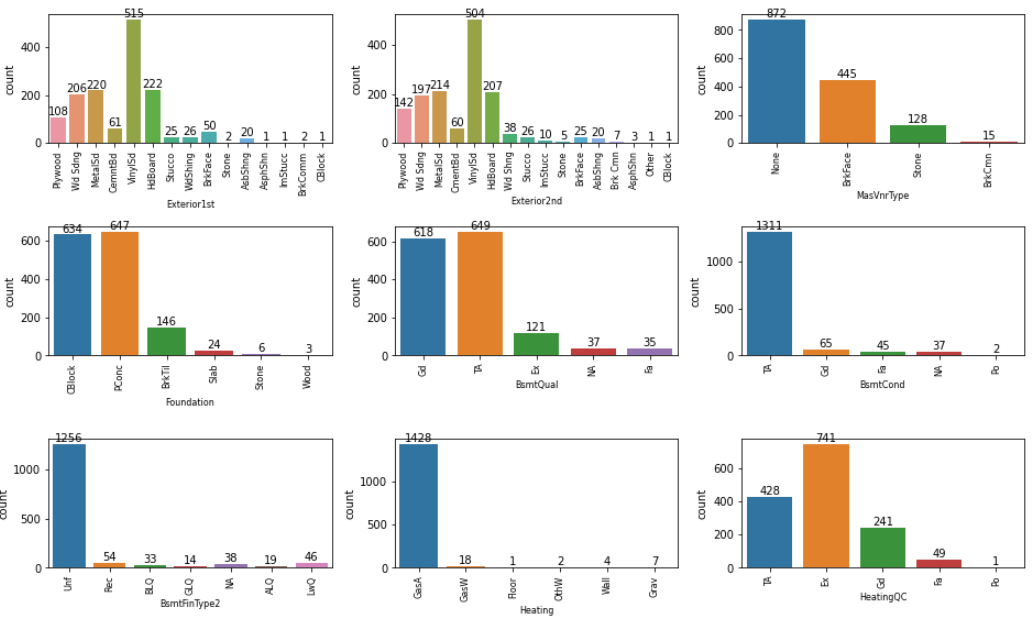 515
count
400
200
0
108
206
220
61
222
25
26
50
2
20
1
1
2
1
Plywood
Wd Sdng
MetalSd
CemntBd
VinylSd
HdBoard
Stucco
WdShing
BrkFace
Stone
AsbShng
AsphShn
ImStucc
BrkComm
CBlock
Exterior1st
504
count
400
200
0
142
197
214
60
207
38
26
10
5
25
20
7
3
1
1
Plywood
Wd Sdng
MetalSd
CmentBd
VinylSd
HdBoard
Wd Shng
Stucco
ImStucc
Stone
BrkFace
AsbShng
Brk Cmn
AsphShn
Other
CBlock
Exterior2nd
872
count
800
600
400
200
0
445
128
15
None
BrkFace
Stone
BrkCmn
MasVnrType
634
647
count
600
400
200
0
146
24
6
3
CBlock
PConc
BrkTil
Slab
Stone
Wood
Foundation
618
649
count
600
400
200
0
121
37
35
Gd
TA
Ex
NA
Fa
BsmtQual
1311
count
1000
500
0
65
45
37
2
TA
Gd
Fa
NA
Po
BsmtCond
1256
count
1000
500
0
54
33
14
38
19
46
Unf
Rec
BLQ
GLQ
NA
ALQ
LwQ
BsmtFinType2
1428
count
1500
1000
500
0
18
1
2
4
7
GasA
GasW
Floor
OthW
Wall
Grav
Heating
741
count
600
400
200
0
428
241
49
1
TA
Ex
Gd
Fa
Po
HeatingQC